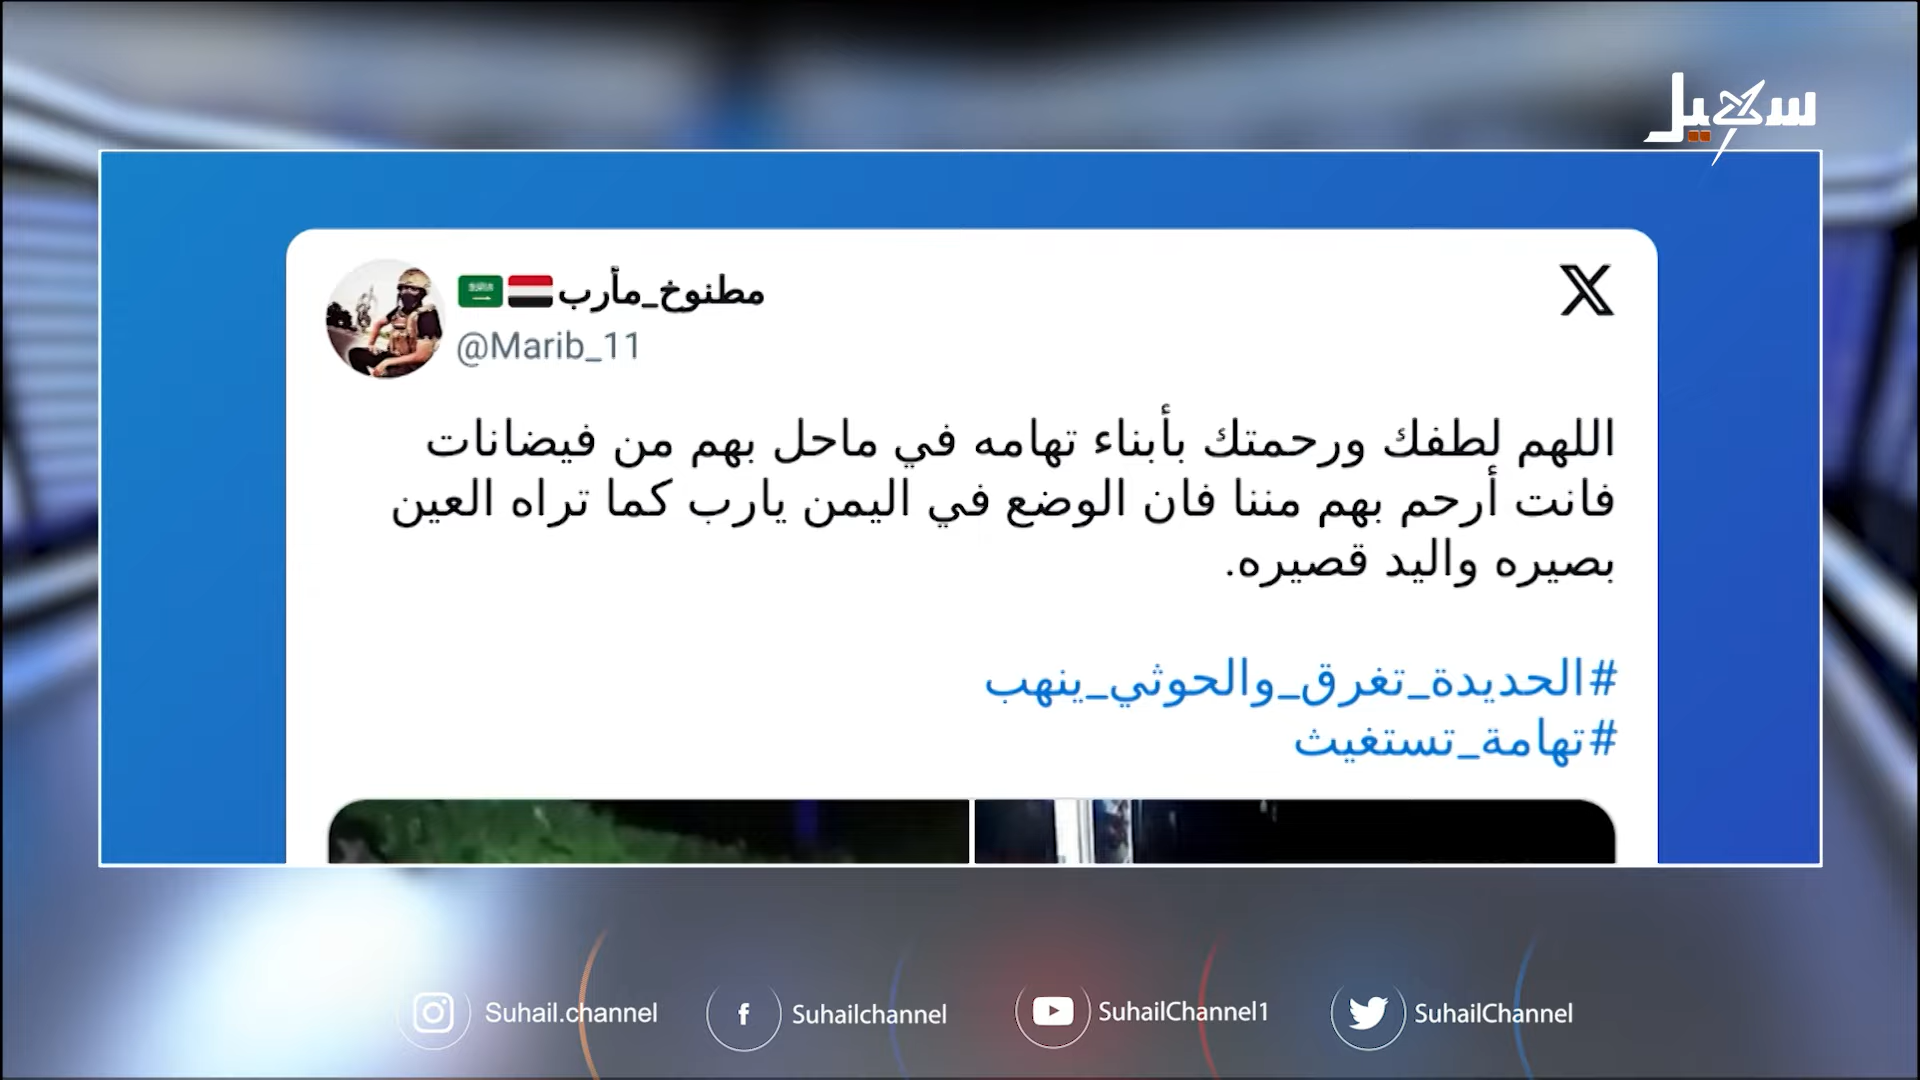 سهيل
مطنوخ_مأرب
@Marib_11
اللهم لطفك ورحمتك بأبناء تهامه في ماحل بهم من فيضانات
فانت أرحم بهم مننا فان الوضع في اليمن يارب كما تراه العين
بصيره واليد قصيره.
#الحديدة_تغرق_والحوثي_ينهب
#تهامة_تستغيث
Suhail.channel
Suhailchannel
SuhailChannel1
SuhailChannel